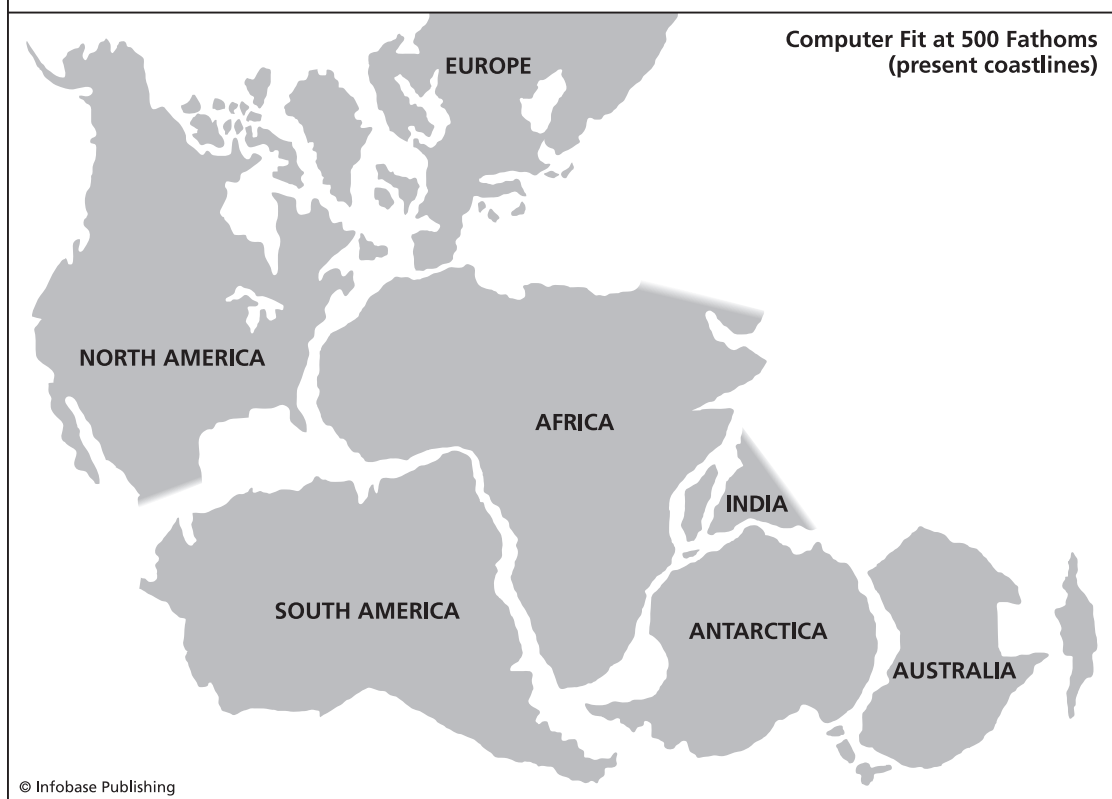 Computer Fit at 500 Fathoms
(present coastlines)
EUROPE
NORTH AMERICA
AFRICA
INDIA
SOUTH AMERICA
ANTARCTICA
AUSTRALIA
© Infobase Publishing